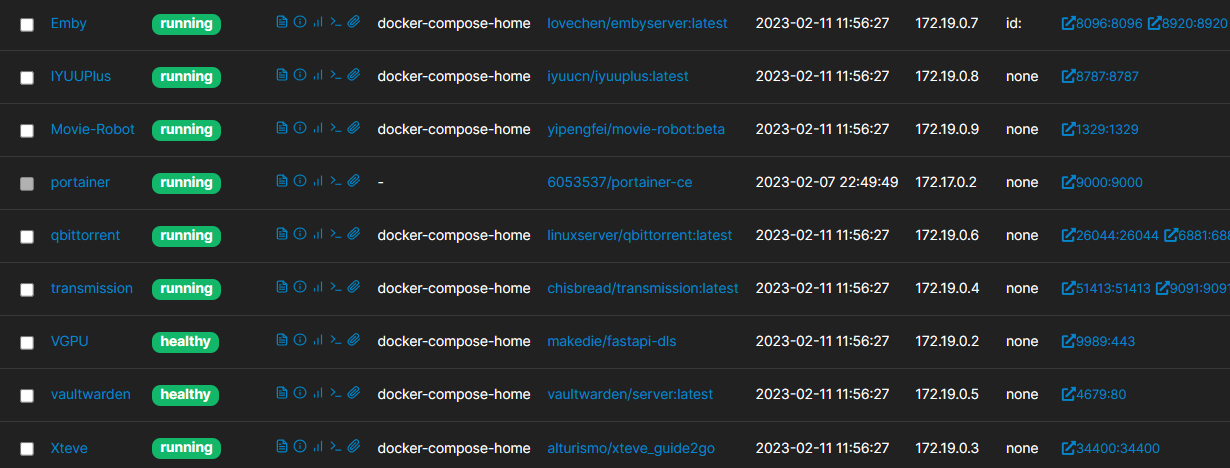 Emby running docker-compose-home lovechen/embyserver:latest 2023-02-11 11:56:27 172.19.0.7 id: 8096:8096 8920:8920
IYUUPlus running docker-compose-home iyuucn/iyuuplus:latest 2023-02-11 11:56:27 172.19.0.8 none 8787:8787
Movie-Robot running docker-compose-home yipengfei/movie-robot:beta 2023-02-11 11:56:27 172.19.0.9 none 1329:1329
portainer running - 6053537/portainer-ce 2023-02-07 22:49:49 172.17.0.2 none 9000:9000
qbittorrent running docker-compose-home linuxserver/qbittorrent:latest 2023-02-11 11:56:27 172.19.0.6 none 26044:26044 6881:688
transmission running docker-compose-home chisbread/transmission:latest 2023-02-11 11:56:27 172.19.0.4 none 51413:51413 9091:9091
VGPU healthy docker-compose-home makedie/fastapi-dls 2023-02-11 11:56:27 172.19.0.2 none 9989:443
vaultwarden healthy docker-compose-home vaultwarden/server:latest 2023-02-11 11:56:27 172.19.0.5 none 4679:80
Xteve running docker-compose-home alturismo/xteve_guide2go 2023-02-11 11:56:27 172.19.0.3 none 34400:34400